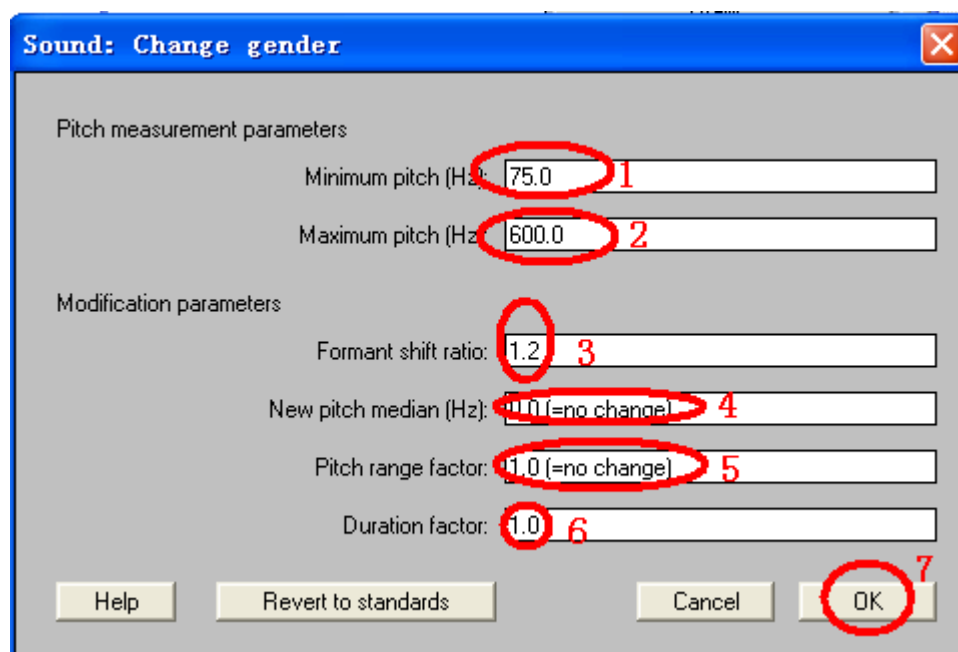 Sound: Change gender
Pitch measurement parameters
Minimum pitch (Hz): 75.0 1
Maximum pitch (Hz): 600.0 2
Modification parameters
Formant shift ratio: 1.2 3
New pitch median (Hz): 0.0 (=no change) 4
Pitch range factor: 1.0 (=no change) 5
Duration factor: 1.0 6
7
Help Revert to standards Cancel OK